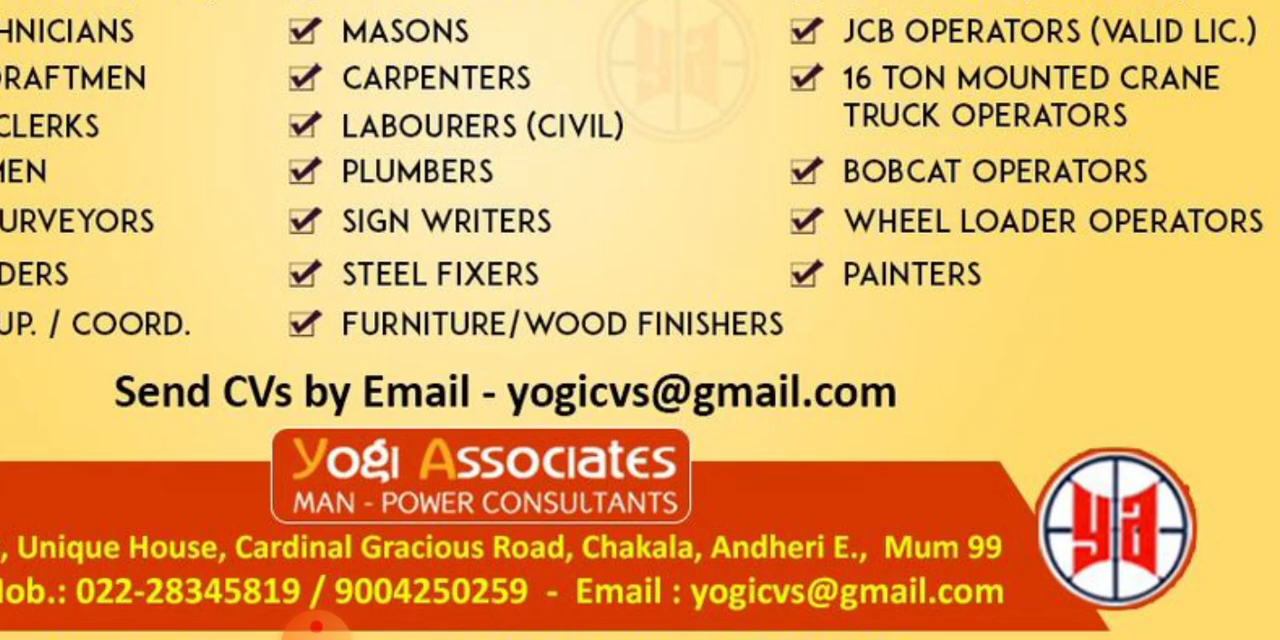 HNICIANS
RAFTMEN
CLERKS
MEN
URVEYORS
DERS
UP. / COORD.
MASONS
CARPENTERS
LABOURERS (CIVIL)
PLUMBERS
SIGN WRITERS
STEEL FIXERS
FURNITURE/WOOD FINISHERS
JCB OPERATORS (VALID LIC.)
16 TON MOUNTED CRANE
TRUCK OPERATORS
BOBCAT OPERATORS
WHEEL LOADER OPERATORS
PAINTERS
Send CVs by Email - yogicvs@gmail.com
Yogi Associates
MAN - POWER CONSULTANTS
, Unique House, Cardinal Gracious Road, Chakala, Andheri E., Mum 99
ob.: 022-28345819 / 9004250259 - Email : yogicvs@gmail.com
ya